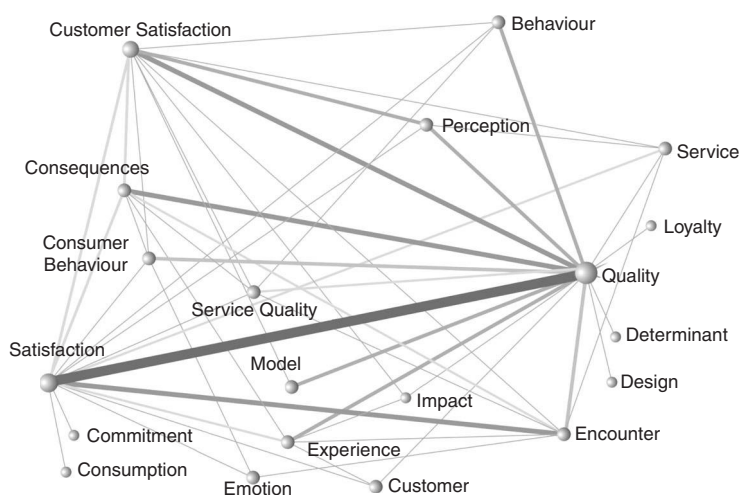 Customer Satisfaction
Behaviour
Perception
Service
Consequences
Loyalty
Consumer
Behaviour
Quality
Service Quality
Determinant
Satisfaction
Model
Design
Impact
Commitment
Encounter
Experience
Consumption
Emotion
Customer